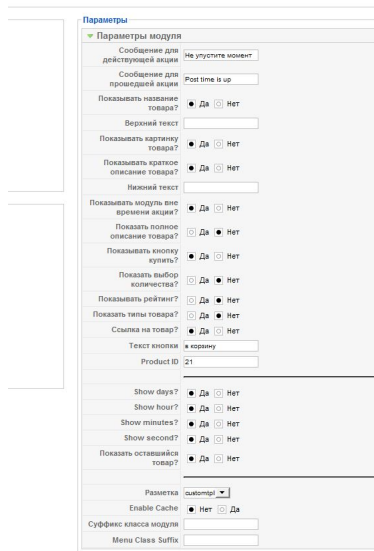 Параметры
Параметры модуля
Сообщение для действующей акции Не упустите момент
Сообщение для прошедшей акции Post time is up
Показывать название товара? Да Нет
Верхний текст
Показывать картинку товара? Да Нет
Показывать краткое описание товара? Да Нет
Нижний текст
Показывать модуль вне времени акции? Да Нет
Показать полное описание товара? Да Нет
Показывать кнопку купить? Да Нет
Показать выбор количества? Да Нет
Показывать рейтинг? Да Нет
Показать типы товара? Да Нет
Ссылка на товар? Да Нет
Текст кнопки в корзину
Product ID 21
Show days? Да Нет
Show hour? Да Нет
Show minutes? Да Нет
Show second? Да Нет
Показать оставшийся товар? Да Нет
Разметка customtpl
Enable Cache Нет Да
Суффикс класса модуля
Menu Class Suffix